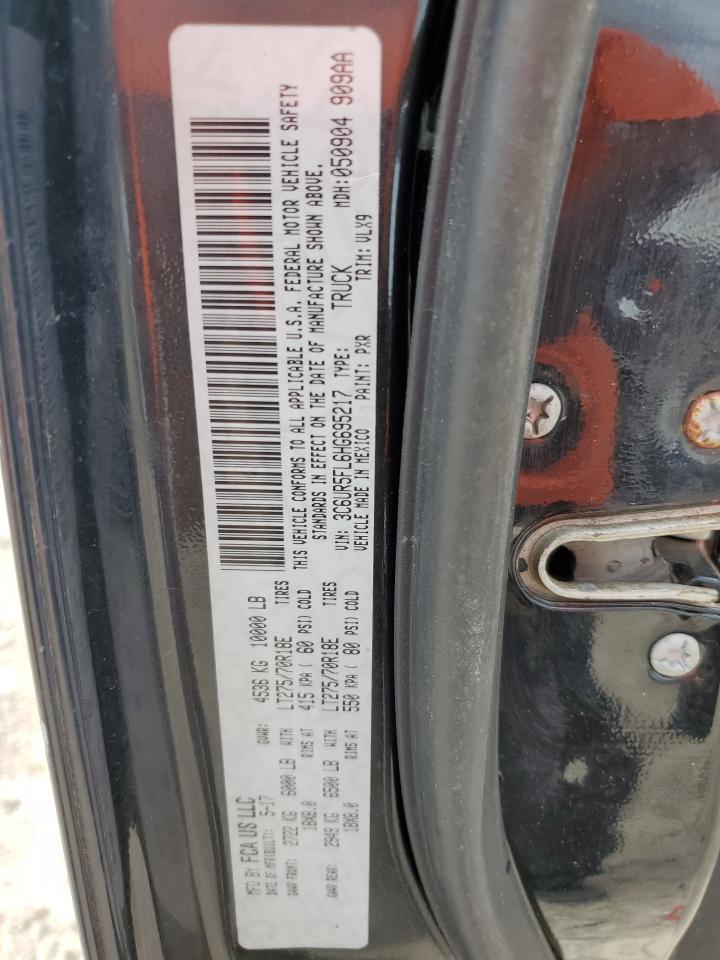 MFD BY FCA US LLC
DATE OF MFR(BUILT): 5-17 GVWR: 4536 KG 10000 LB
GAWR FRONT: 2722 KG 6000 LB WITH LT275/70R18E TIRES
18X8.0 RIMS AT 415 KPA ( 60 PSI) COLD
GAWR REAR: 2949 KG 6500 LB WITH LT275/70R18E TIRES
18X8.0 RIMS AT 550 KPA ( 80 PSI) COLD
THIS VEHICLE CONFORMS TO ALL APPLICABLE U.S.A. FEDERAL MOTOR VEHICLE SAFETY
STANDARDS IN EFFECT ON THE DATE OF MANUFACTURE SHOWN ABOVE.
VIN: 3C6UR5FL6HG695217 TYPE: TRUCK MDH:050904 909AA
VEHICLE MADE IN MEXICO PAINT: PXR TRIM: VLX9